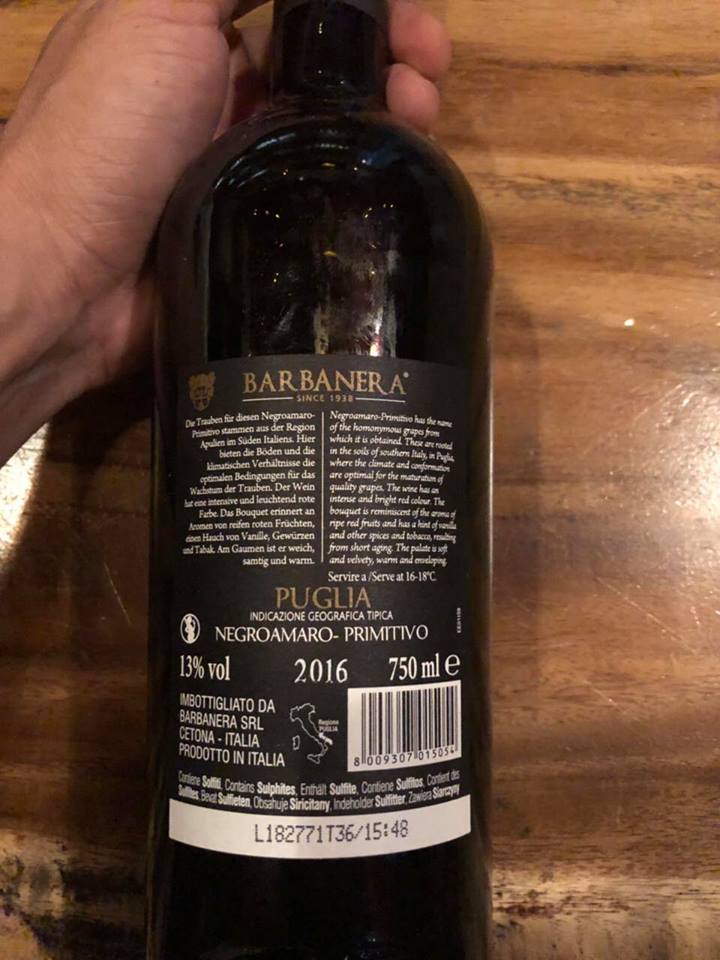 BARBANERA®
SINCE 1938
Die Trauben für diesen Negroamaro-
Primitivo stammen aus der Region
Apulien im Süden Italiens. Hier
bieten die Böden und die
klimatischen Verhältnisse die
optimalen Bedingungen für das
Wachstum der Trauben. Der Wein
hat eine intensive und leuchtend rote
Farbe. Das Bouquet erinnert an
Aromen von reifen roten Früchten,
einen Hauch von Vanille, Gewürzen
und Tabak. Am Gaumen ist er weich,
samtig und warm.
Negroamaro-Primitivo has the name
of the homonymous grapes from
which it is obtained. These are rooted
in the soils of southern Italy, in Puglia,
where the climate and conformation
are optimal for the maturation of
quality grapes. The wine has an
intense and bright red colour. The
bouquet is reminiscent of the aroma of
ripe red fruits and has a hint of vanilla
and other spices and tobacco, resulting
from short aging. The palate is soft
and velvety, warm and enveloping.
Servire a /Serve at 16-18°C.
PUGLIA
INDICAZIONE GEOGRAFICA TIPICA
NEGROAMARO- PRIMITIVO
13% vol 2016 750 ml e
IMBOTTIGLIATO DA
BARBANERA SRL
CETONA - ITALIA
PRODOTTO IN ITALIA
Regione
PUGLIA
8 009307 015054
Contiene Solfiti, Contains Sulphites, Enthält Sulfite, Contiene Sulfitos, Contient des
Sulfites, Bevat Sulfieten, Obsahuje Siricitany, Indeholder Sulfitter, Zawiera Siarczyny
L182771T36/15:48